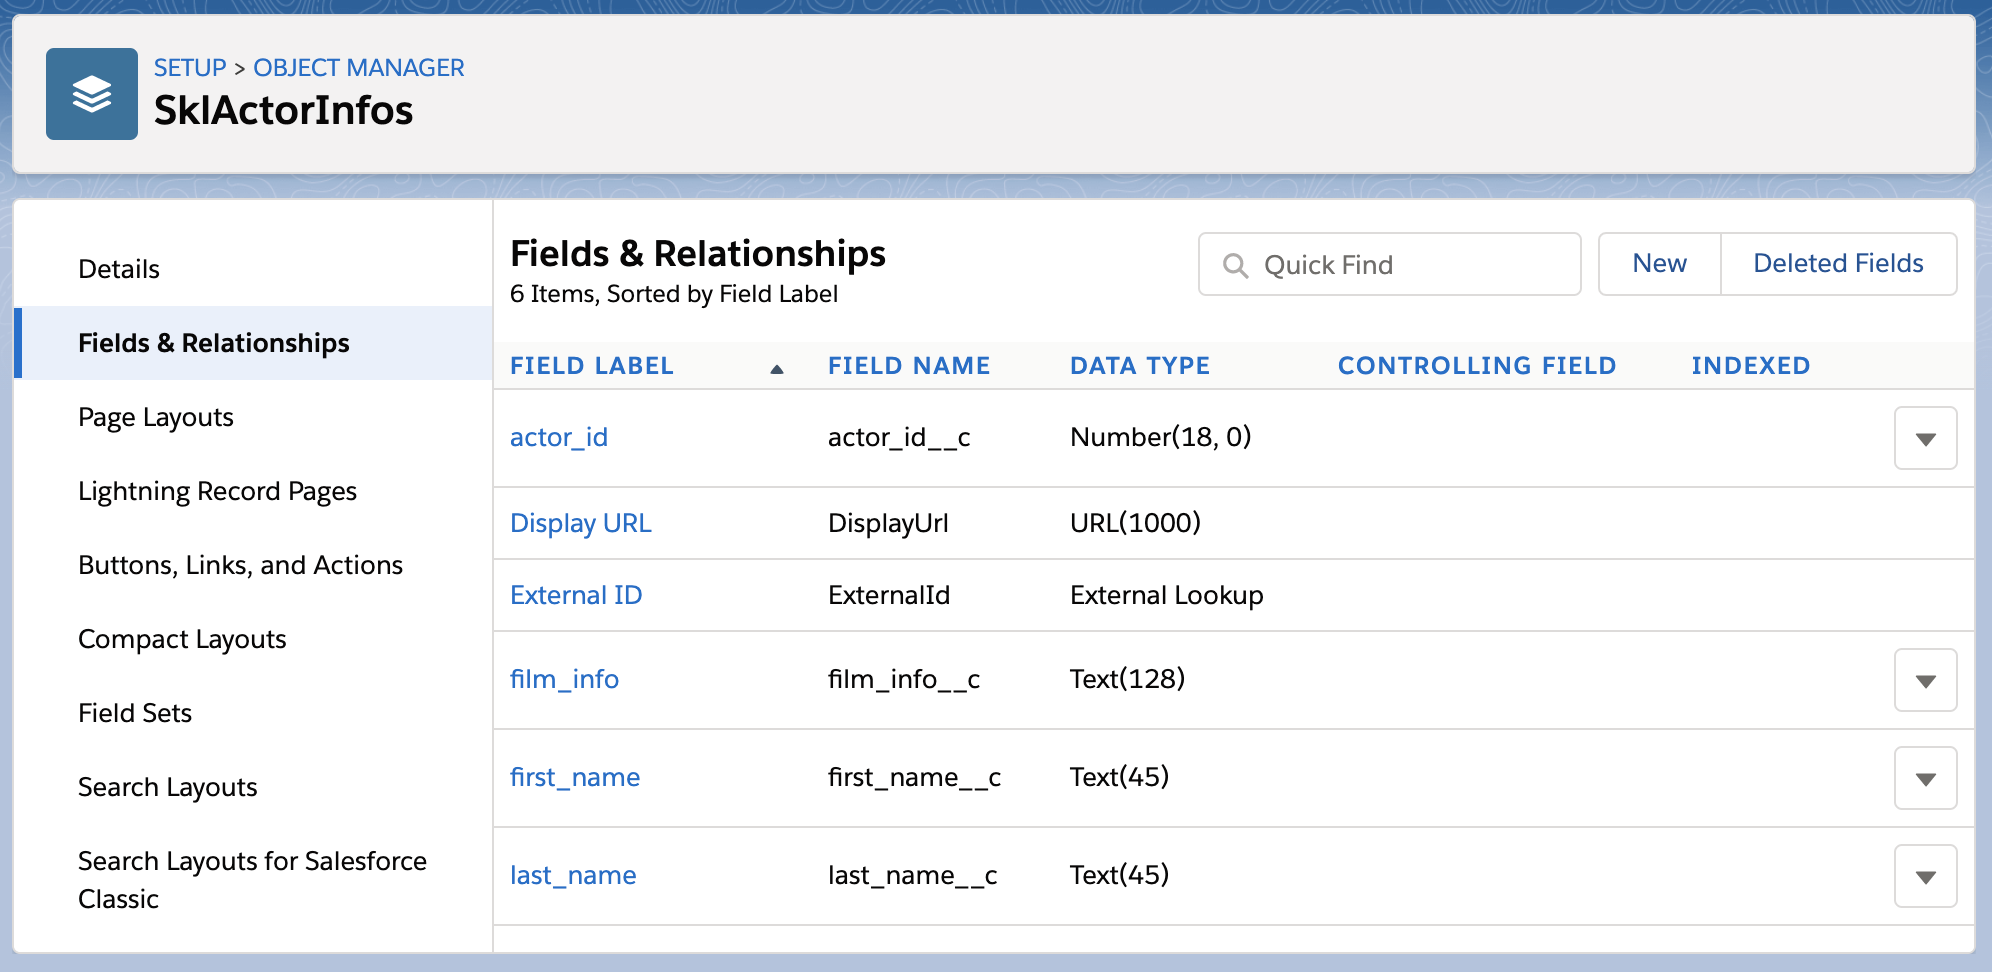 SETUP > OBJECT MANAGER
SklActorInfos
Details
Fields & Relationships
Page Layouts
Lightning Record Pages
Buttons, Links, and Actions
Compact Layouts
Field Sets
Search Layouts
Search Layouts for Salesforce
Classic
Fields & Relationships
6 Items, Sorted by Field Label
Quick Find
New
Deleted Fields
FIELD LABEL FIELD NAME DATA TYPE CONTROLLING FIELD INDEXED
actor_id actor_id__c Number(18, 0)
Display URL DisplayUrl URL(1000)
External ID ExternalId External Lookup
film_info film_info__c Text(128)
first_name first_name__c Text(45)
last_name last_name__c Text(45)